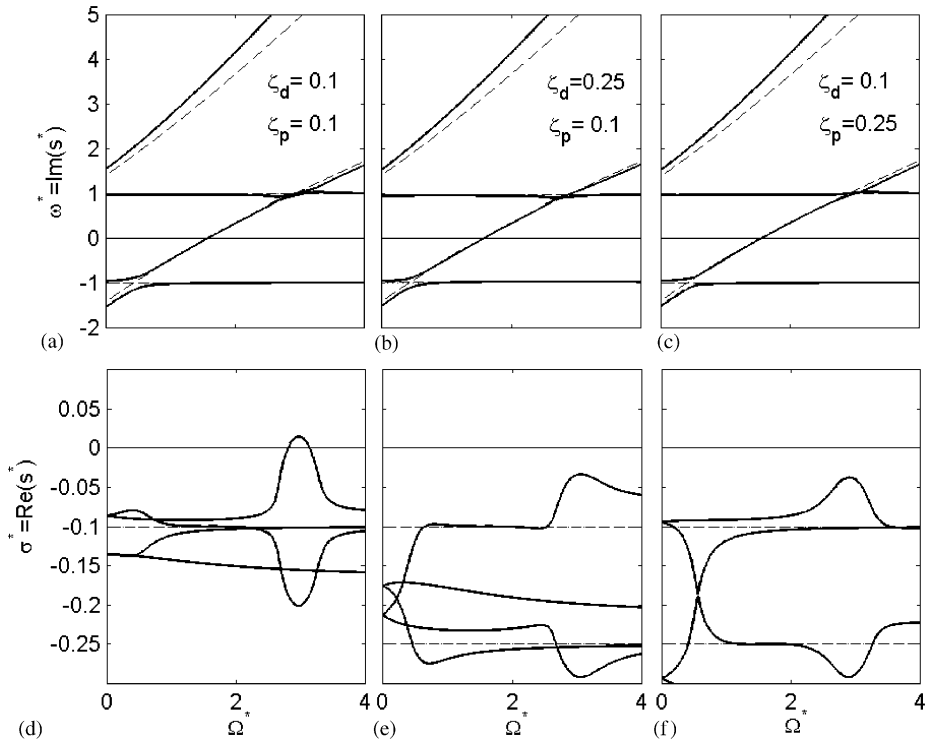 5
4
3
2
1
0
-1
-2
ω* =Im(s*)
ζd= 0.1
ζp= 0.1
ζd=0.25
ζp= 0.1
ζd= 0.1
ζp=0.25
(a)
(b)
(c)
0.05
0
-0.05
-0.1
-0.15
-0.2
-0.25
σ* =Re(s*)
0 2 4
0 2 4
0 2 4
(d) Ω*
(e) Ω*
(f) Ω*